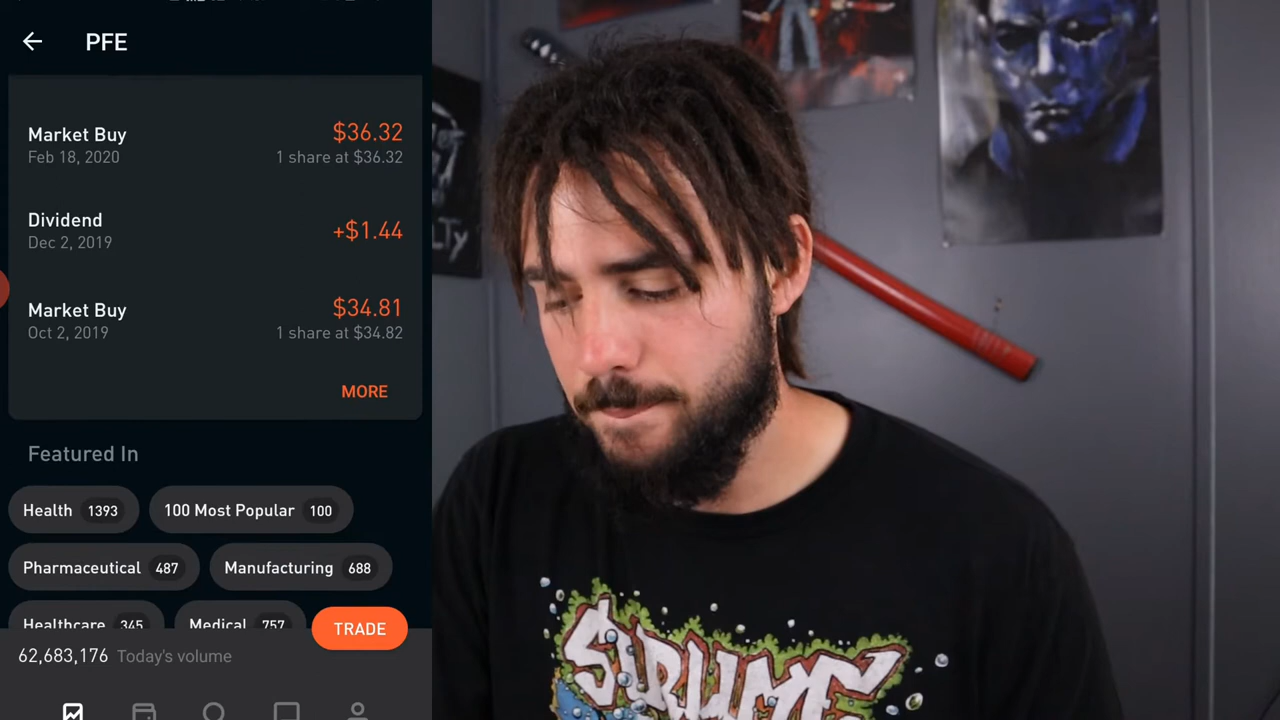 PFE
Market Buy
$36.32
Feb 18, 2020
1 share at $36.32
Dividend
+$1.44
Dec 2, 2019
Market Buy
$34.81
Oct 2, 2019
1 share at $34.82
MORE
Featured In
Health 1393
100 Most Popular 100
Pharmaceutical 487
Manufacturing 688
Healthcare 345
Medical 757
TRADE
62,683,176 Today's volume
SUBLIME